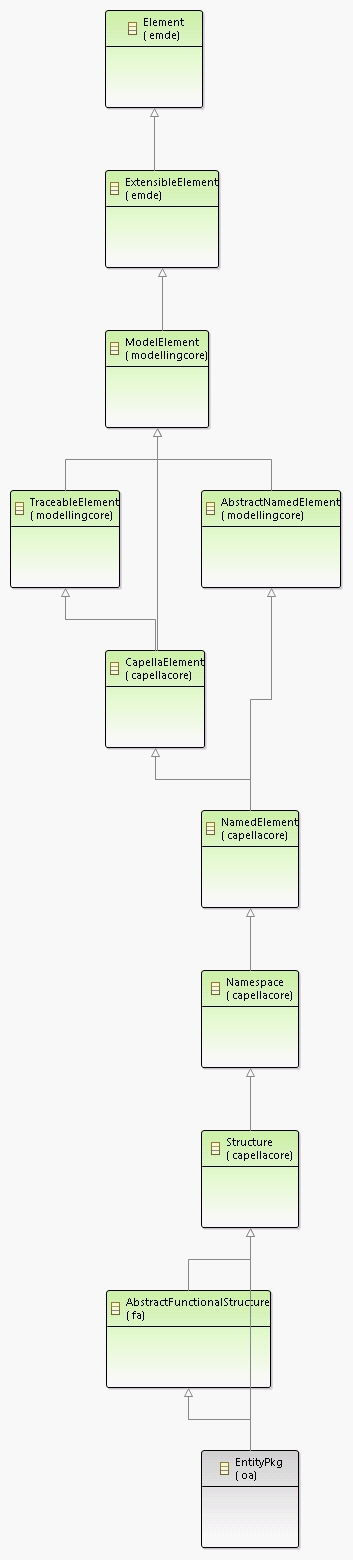 Element
( emde)
ExtensibleElement
( emde)
ModelElement
( modellingcore)
TraceableElement
( modellingcore)
AbstractNamedElement
( modellingcore)
CapellaElement
( capellacore)
NamedElement
( capellacore)
Namespace
( capellacore)
Structure
( capellacore)
AbstractFunctionalStructure
( fa)
EntityPkg
( oa)